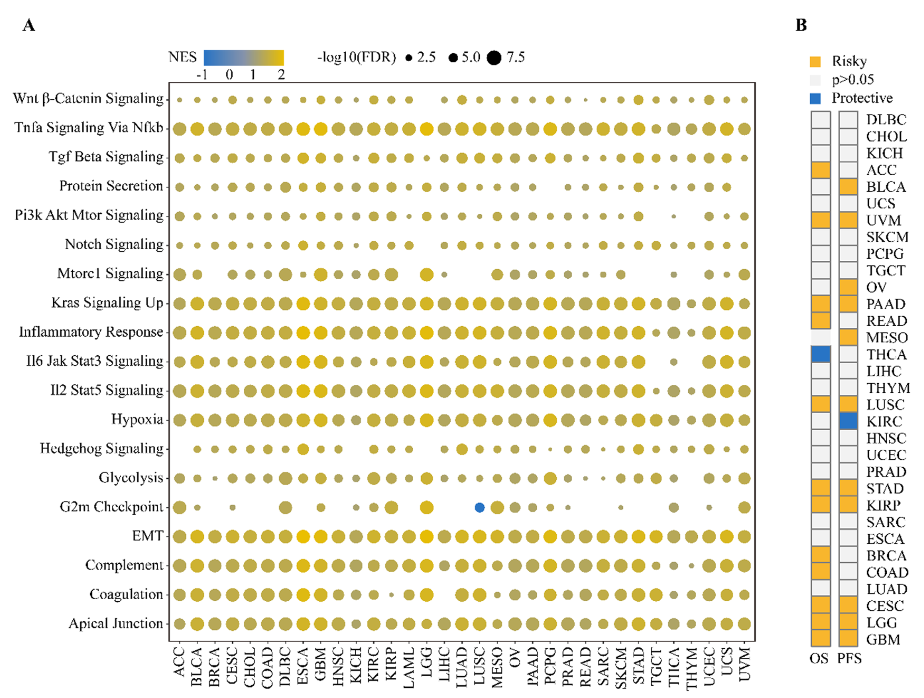 A
B
NES
-1 0 1 2
-log10(FDR) 2.5 5.0 7.5
Wnt β-Catenin Signaling
Tnfa Signaling Via Nfkb
Tgf Beta Signaling
Protein Secretion
Pi3k Akt Mtor Signaling
Notch Signaling
Mtorc1 Signaling
Kras Signaling Up
Inflammatory Response
Il6 Jak Stat3 Signaling
Il2 Stat5 Signaling
Hypoxia
Hedgehog Signaling
Glycolysis
G2m Checkpoint
EMT
Complement
Coagulation
Apical Junction
ACC BLCA BRCA CESC CHOL COAD DLBC ESCA GBM HNSC KICH KIRC KIRP LAML LGG LIHC LUAD LUSC MESO OV PAAD PCPG PRAD READ SARC SKCM STAD TGCT THCA THYM UCEC UCS UVM
Risky
p>0.05
Protective
DLBC
CHOL
KICH
ACC
BLCA
UCS
UVM
SKCM
PCPG
TGCT
OV
PAAD
READ
MESO
THCA
LIHC
THYM
LUSC
KIRC
HNSC
UCEC
PRAD
STAD
KIRP
SARC
ESCA
BRCA
COAD
LUAD
CESC
LGG
GBM
OS PFS